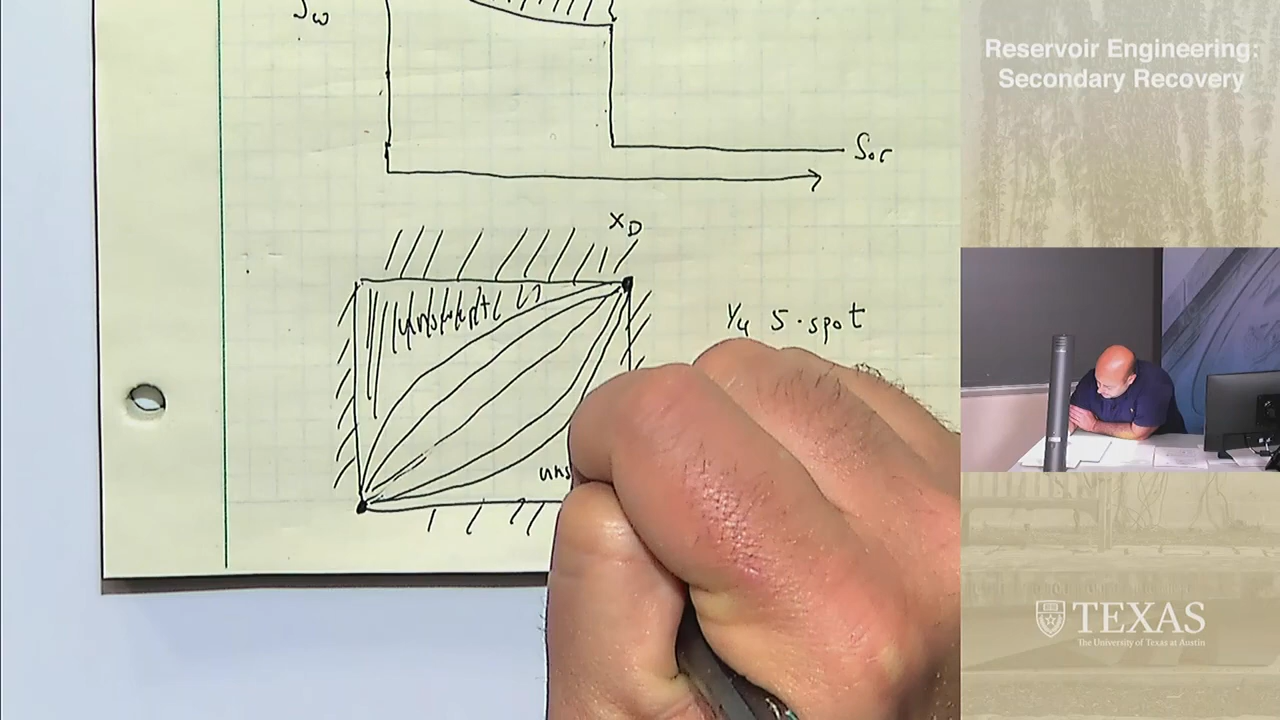 Sw
Sor
xD
unswept
1/4 5-spot
uns
Reservoir Engineering:
Secondary Recovery
TEXAS
The University of Texas at Austin